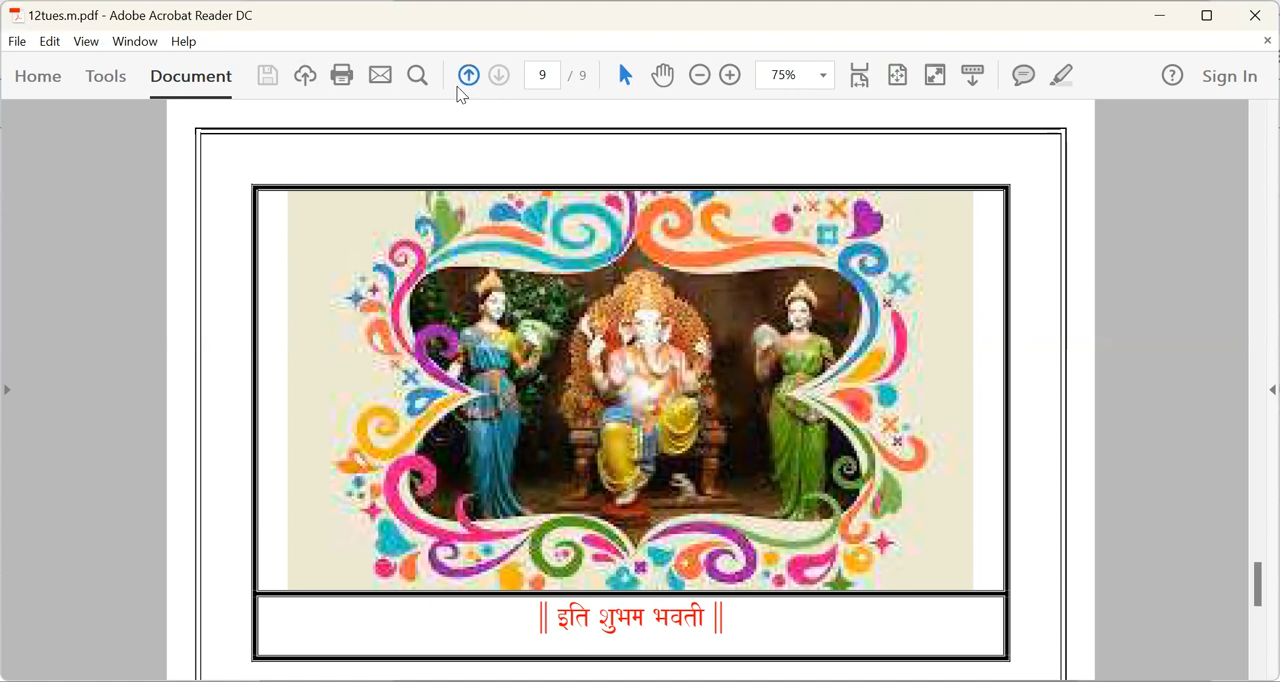 12tues.m.pdf - Adobe Acrobat Reader DC
File Edit View Window Help
Home Tools Document 9 / 9 75% Sign In
|| इति शुभम भवती ||